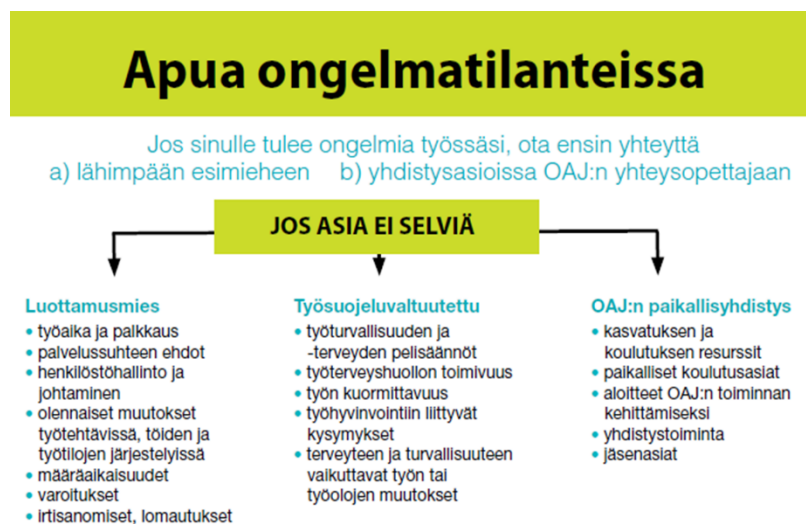 Apua ongelmatilanteissa
Jos sinulle tulee ongelmia työssäsi, ota ensin yhteyttä
a) lähimpään esimieheen b) yhdistysasioissa OAJ:n yhteysopettajaan
JOS ASIA EI SELVIÄ
Luottamusmies
• työaika ja palkkaus
• palvelussuhteen ehdot
• henkilöstöhallinto ja
johtaminen
• olennaiset muutokset
työtehtävissä, töiden ja
työtilojen järjestelyissä
• määräaikaisuudet
• varoitukset
• irtisanomiset, lomautukset
Työsuojeluvaltuutettu
• työturvallisuuden ja
-terveyden pelisäännöt
• työterveyshuollon toimivuus
• työn kuormittavuus
• työhyvinvointiin liittyvät
kysymykset
• terveyteen ja turvallisuuteen
vaikuttavat työn tai
työolojen muutokset
OAJ:n paikallisyhdistys
• kasvatuksen ja
koulutuksen resurssit
• paikalliset koulutusasiat
• aloitteet OAJ:n toiminnan
kehittämiseksi
• yhdistystoiminta
• jäsenasiat